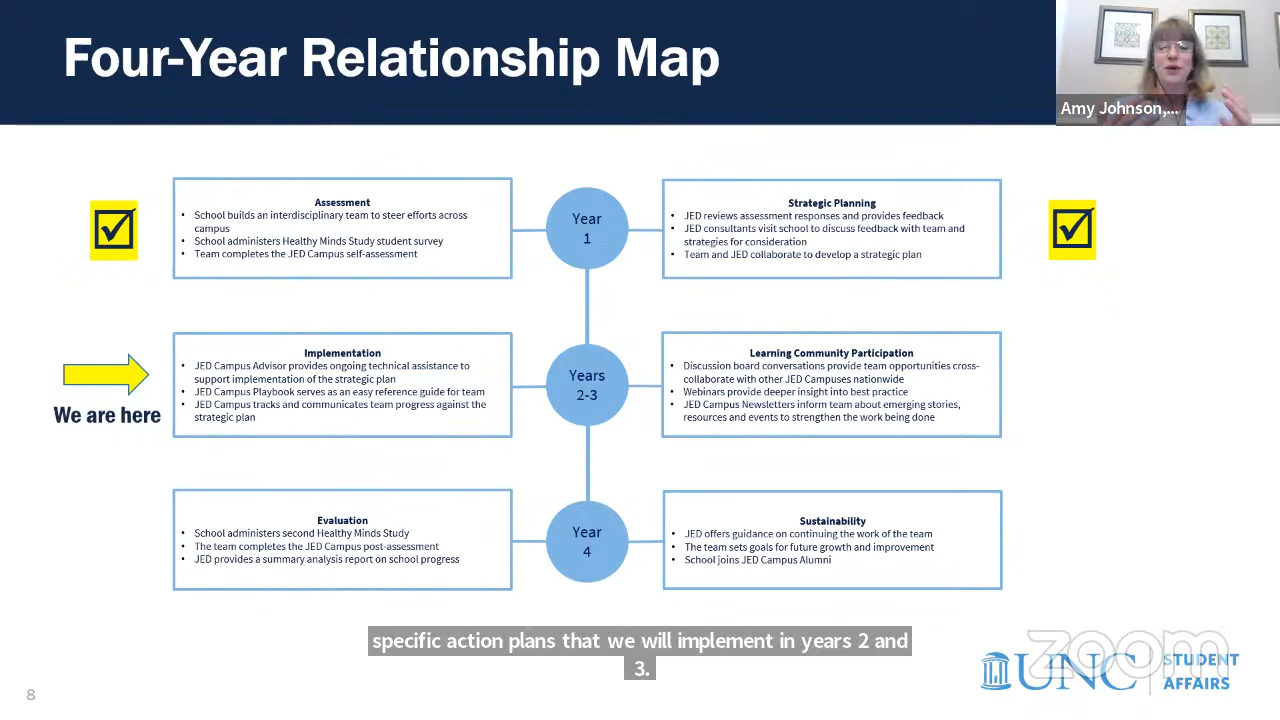 Four-Year Relationship Map
Amy Johnson,...
Assessment
• School builds an interdisciplinary team to steer efforts across
campus
• School administers Healthy Minds Study student survey
• Team completes the JED Campus self-assessment
Year
1
Strategic Planning
• JED reviews assessment responses and provides feedback
• JED consultants visit school to discuss feedback with team and
strategies for consideration
• Team and JED collaborate to develop a strategic plan
We are here
Implementation
• JED Campus Advisor provides ongoing technical assistance to
support implementation of the strategic plan
• JED Campus Playbook serves as an easy reference guide for team
• JED Campus tracks and communicates team progress against the
strategic plan
Years
2-3
Learning Community Participation
• Discussion board conversations provide team opportunities cross-
collaborate with other JED Campuses nationwide
• Webinars provide deeper insight into best practice
• JED Campus Newsletters inform team about emerging stories,
resources and events to strengthen the work being done
Evaluation
• School administers second Healthy Minds Study
• The team completes the JED Campus post-assessment
• JED provides a summary analysis report on school progress
Year
4
Sustainability
• JED offers guidance on continuing the work of the team
• The team sets goals for future growth and improvement
• School joins JED Campus Alumni
specific action plans that we will implement in years 2 and
3.
zoom
UNC
STUDENT
AFFAIRS
8